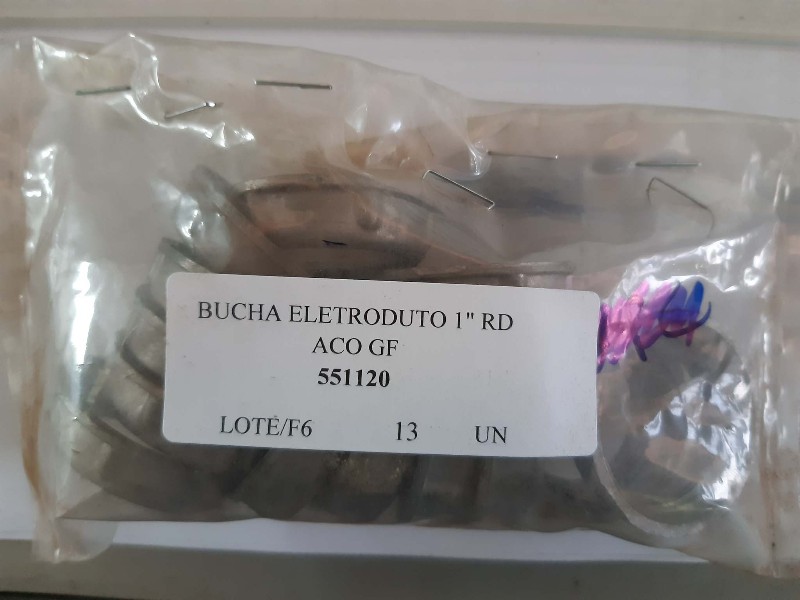 BUCHA ELETRODUTO 1" RD
ACO GF
551120
LOTE/F6 13 UN